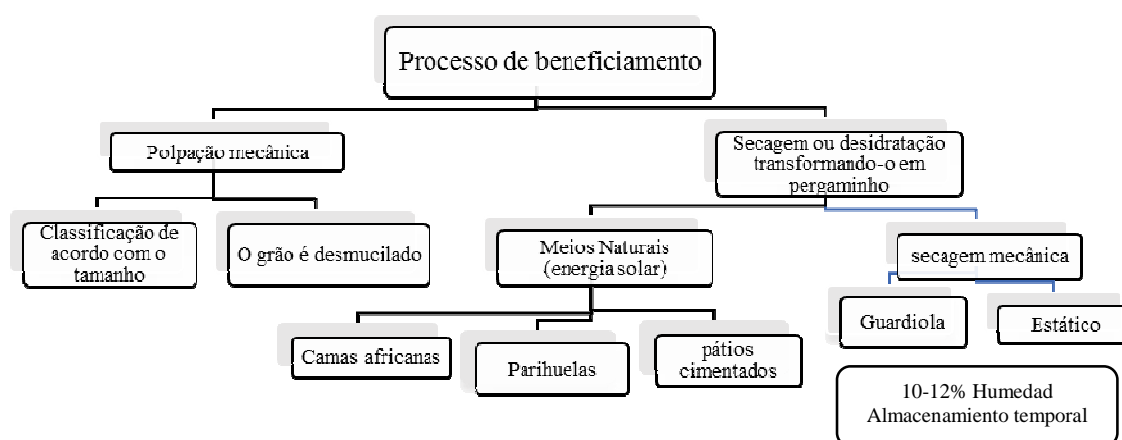 Processo de beneficiamento
Polpação mecânica
Secagem ou desidratação
transformando-o em
pergaminho
Classificação de
acordo com o
tamanho
O grão é desmucilado
Meios Naturais
(energia solar)
secagem mecânica
Camas africanas
Parihuelas
pátios
cimentados
Guardiola
Estático
10-12% Humedad
Almacenamiento temporal